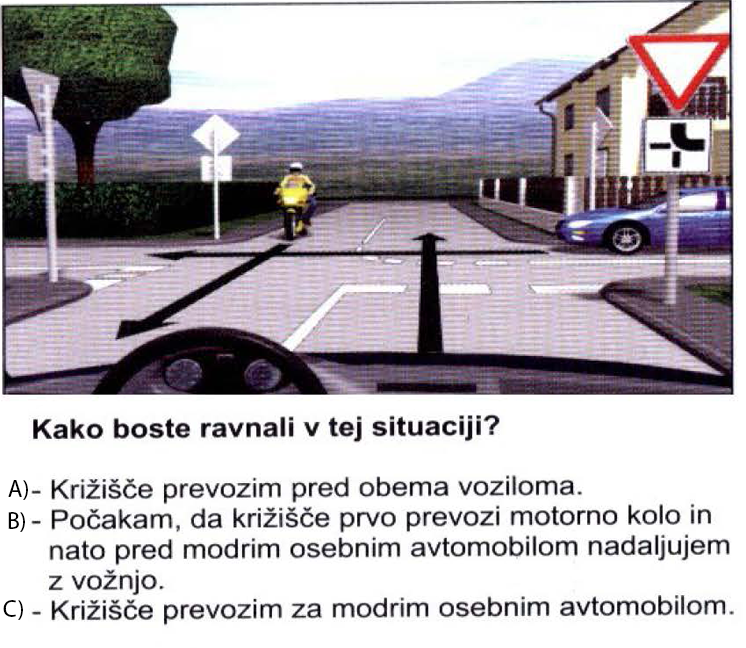 Kako boste ravnali v tej situaciji?
A) - Križišče prevozim pred obema voziloma.
B) - Počakam, da križišče prvo prevozi motorno kolo in
nato pred modrim osebnim avtomobilom nadaljujem
z vožnjo.
C) - Križišče prevozim za modrim osebnim avtomobilom.